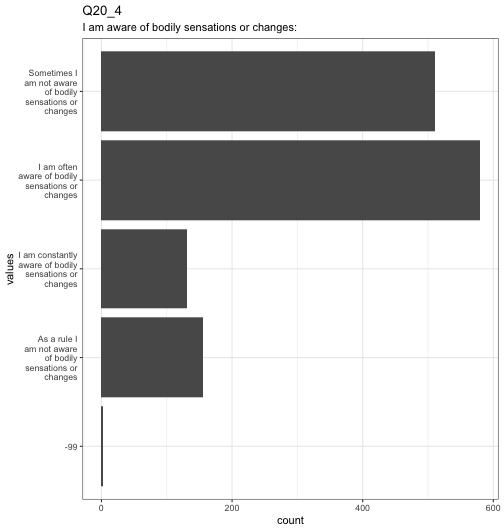 Q20_4
I am aware of bodily sensations or changes:
Sometimes I
am not aware
of bodily
sensations or
changes
I am often
aware of bodily
sensations or
changes
I am constantly
aware of bodily
sensations or
changes
As a rule I
am not aware
of bodily
sensations or
changes
-99
values
0
200
400
600
count